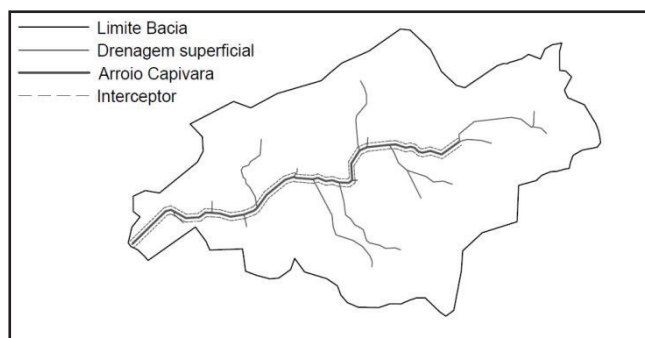 Limite Bacia
Drenagem superficial
Arroio Capivara
Interceptor